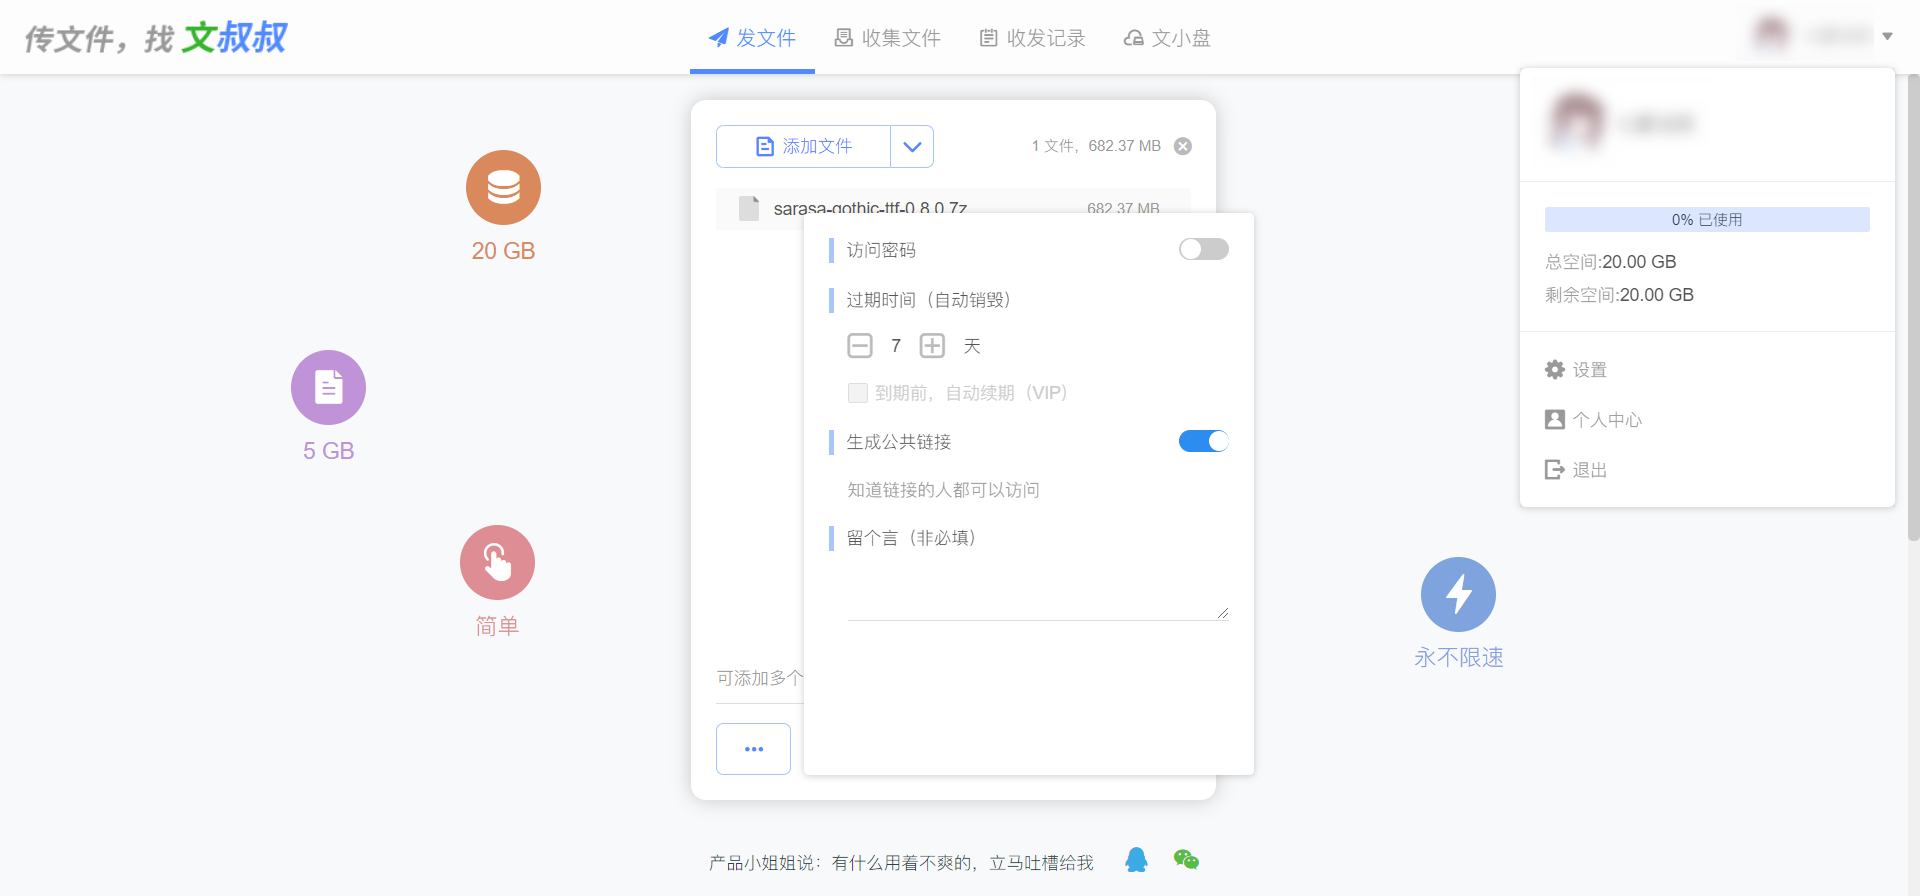 传文件，找 文叔叔
发文件
收集文件
收发记录
文小盘
添加文件
1 文件，682.37 MB
sarasa-gothic-ttf-0.8.0.7z
682.37 MB
20 GB
5 GB
简单
永不限速
访问密码
过期时间（自动销毁）
7
天
到期前，自动续期（VIP）
生成公共链接
知道链接的人都可以访问
留个言（非必填）
可添加多个
0% 已使用
总空间:20.00 GB
剩余空间:20.00 GB
设置
个人中心
退出
产品小姐姐说：有什么用着不爽的，立马吐槽给我